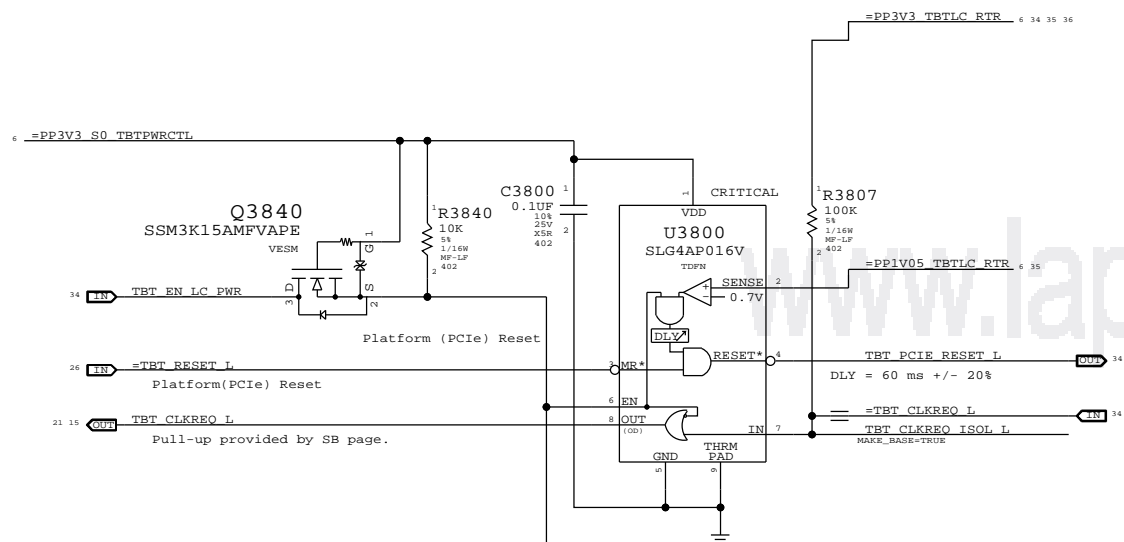 =PP3V3_TBTLC_RTR 6 34 35 36
6 =PP3V3_S0_TBTPWRCTL
Q3840
SSM3K15AMFVAPE
VESM
G 1
D 3
S 2
1
R3840
10K
5%
1/16W
MF-LF
402
2
C3800 1
0.1UF
10%
25V
X5R
402
2
1
VDD
CRITICAL
U3800
SLG4AP016V
TDFN
1
R3807
100K
5%
1/16W
MF-LF
402
2
=PP1V05_TBTLC_RTR 6 35
SENSE 2
+
-
0.7V
DLY
34 IN TBT_EN_LC_PWR
Platform (PCIe) Reset
26 IN =TBT_RESET_L
3 MR*
RESET* 4
TBT_PCIE_RESET_L OUT 34
Platform(PCIe) Reset
DLY = 60 ms +/- 20%
6 EN
=TBT_CLKREQ_L IN 34
21 15 OUT TBT_CLKREQ_L
8 OUT
(OD)
IN 7
TBT_CLKREQ_ISOL_L
MAKE_BASE=TRUE
Pull-up provided by SB page.
GND
THRM
PAD
5
9
www.lap